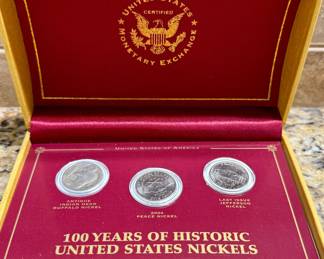 UNITED STATES
CERTIFIED
MONETARY EXCHANGE
UNITED STATES OF AMERICA
ANTIQUE
INDIAN HEAD
BUFFALO NICKEL
2004
PEACE NICKEL
LAST ISSUE
JEFFERSON
NICKEL
100 YEARS OF HISTORIC
UNITED STATES NICKELS